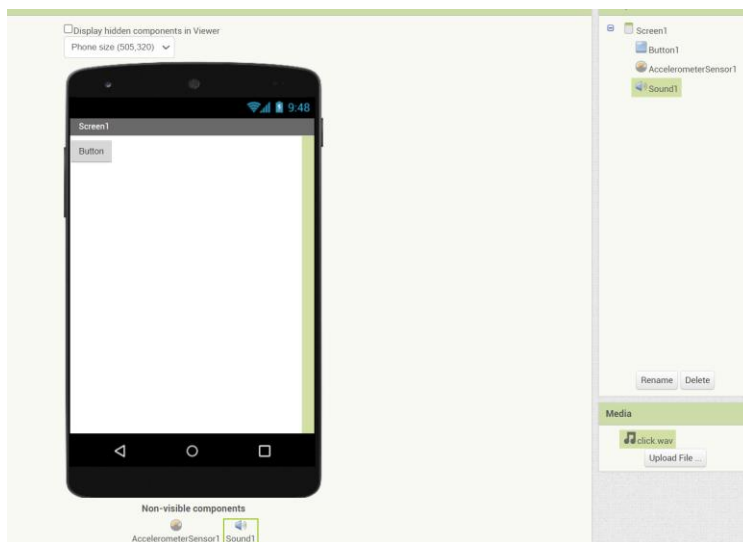 Display hidden components in Viewer
Phone size (505,320)
9:48
Screen1
Button
Non-visible components
AccelerometerSensor1 Sound1
Screen1
Button1
AccelerometerSensor1
Sound1
Rename Delete
Media
click.wav
Upload File ...